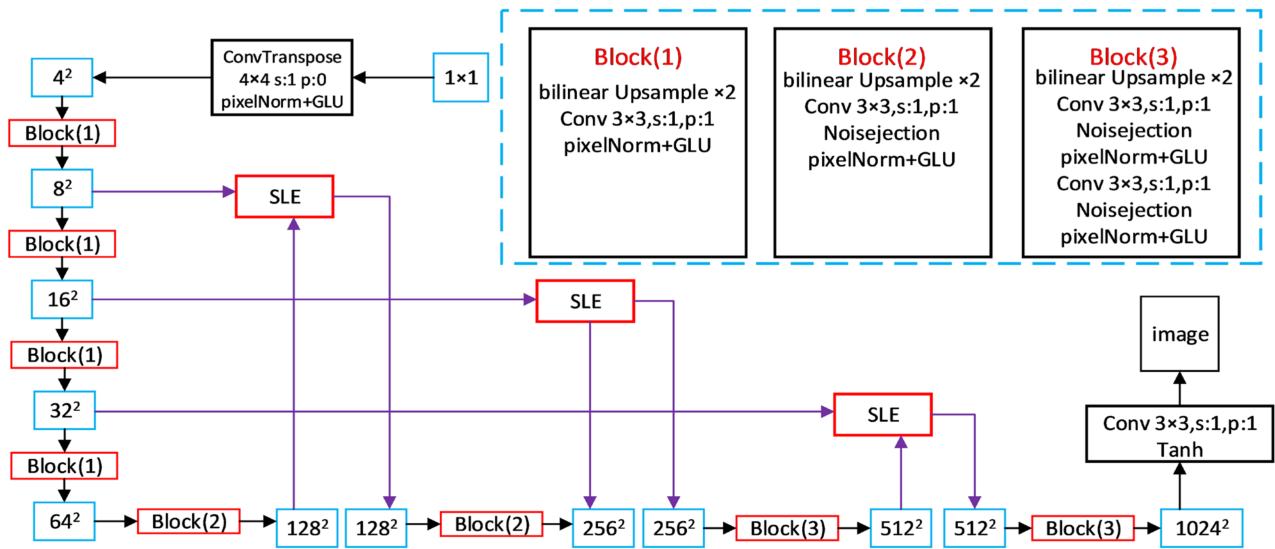 ConvTranspose
4×4 s:1 p:0
pixelNorm+GLU
1×1
4²
Block(1)
8²
SLE
Block(1)
16²
SLE
Block(1)
32²
SLE
Block(1)
64²
Block(2)
128²
128²
Block(2)
256²
256²
Block(3)
512²
512²
Block(3)
1024²
Conv 3×3,s:1,p:1
Tanh
image
Block(1)
bilinear Upsample ×2
Conv 3×3,s:1,p:1
pixelNorm+GLU
Block(2)
bilinear Upsample ×2
Conv 3×3,s:1,p:1
Noisejection
pixelNorm+GLU
Block(3)
bilinear Upsample ×2
Conv 3×3,s:1,p:1
Noisejection
pixelNorm+GLU
Conv 3×3,s:1,p:1
Noisejection
pixelNorm+GLU